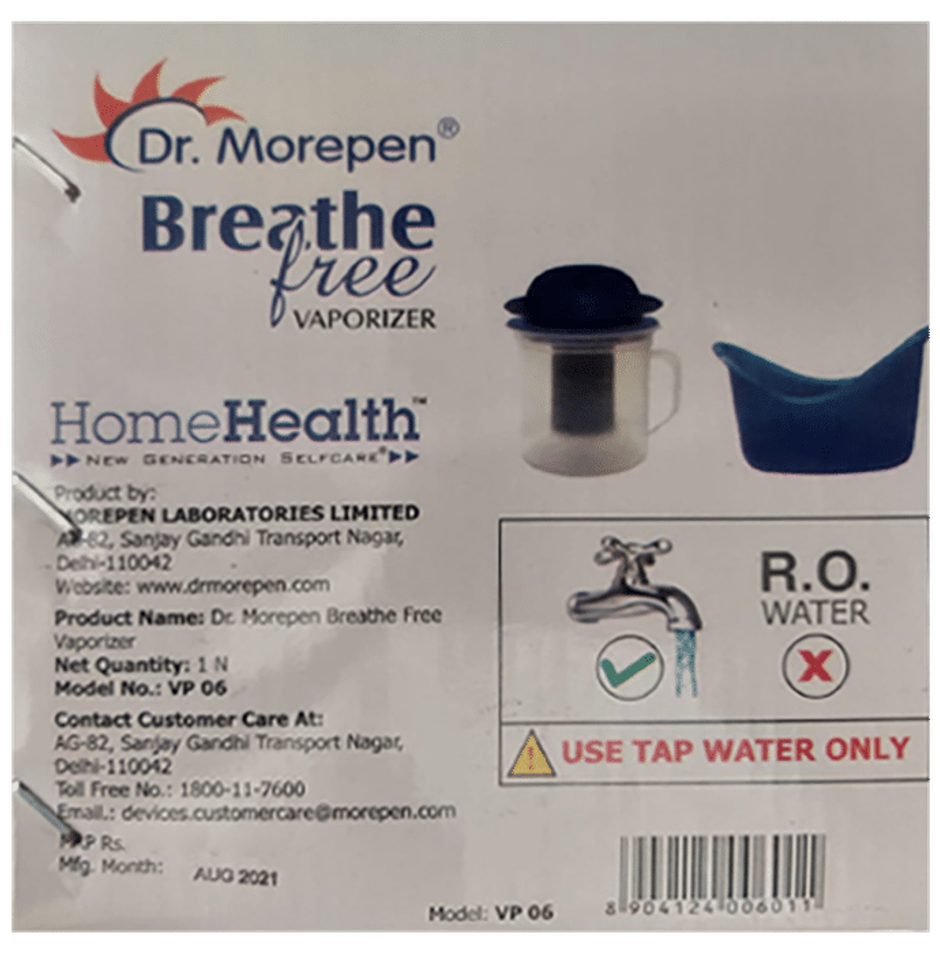 Dr. Morepen®
Breathe
free
VAPORIZER
HomeHealth™
NEW GENERATION SELFCARE®
Product by:
MOREPEN LABORATORIES LIMITED
AG-82, Sanjay Gandhi Transport Nagar,
Delhi-110042
Website: www.drmorepen.com
Product Name: Dr. Morepen Breathe Free
Vaporizer
Net Quantity: 1 N
Model No.: VP 06
Contact Customer Care At:
AG-82, Sanjay Gandhi Transport Nagar,
Delhi-110042
Toll Free No.: 1800-11-7600
Email.: devices.customercare@morepen.com
MRP Rs.
Mfg. Month: AUG 2021
R.O.
WATER
USE TAP WATER ONLY
Model: VP 06
8 904124 006011